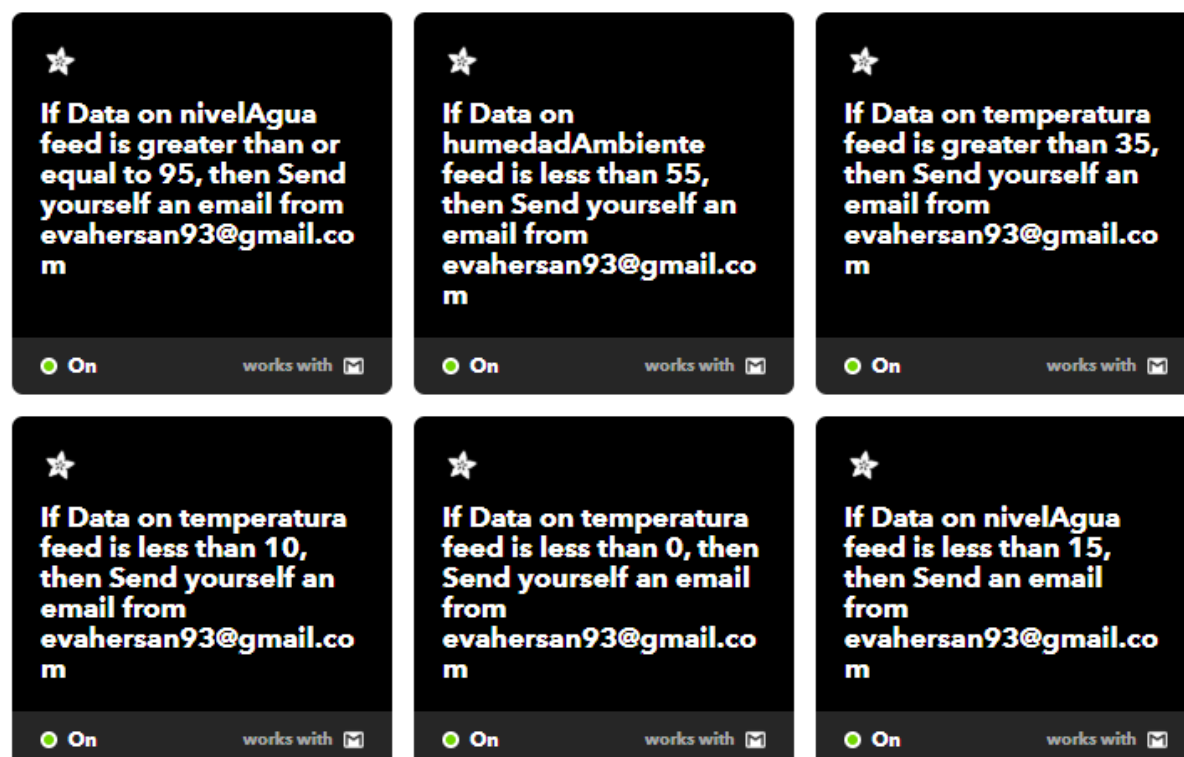 If Data on nivelAgua
feed is greater than or
equal to 95, then Send
yourself an email from
evahersan93@gmail.co
m
On
works with
If Data on
humedadAmbiente
feed is less than 55,
then Send yourself an
email from
evahersan93@gmail.co
m
On
works with
If Data on temperatura
feed is greater than 35,
then Send yourself an
email from
evahersan93@gmail.co
m
On
works with
If Data on temperatura
feed is less than 10,
then Send yourself an
email from
evahersan93@gmail.co
m
On
works with
If Data on temperatura
feed is less than 0, then
Send yourself an email
from
evahersan93@gmail.co
m
On
works with
If Data on nivelAgua
feed is less than 15,
then Send an email
from
evahersan93@gmail.co
m
On
works with